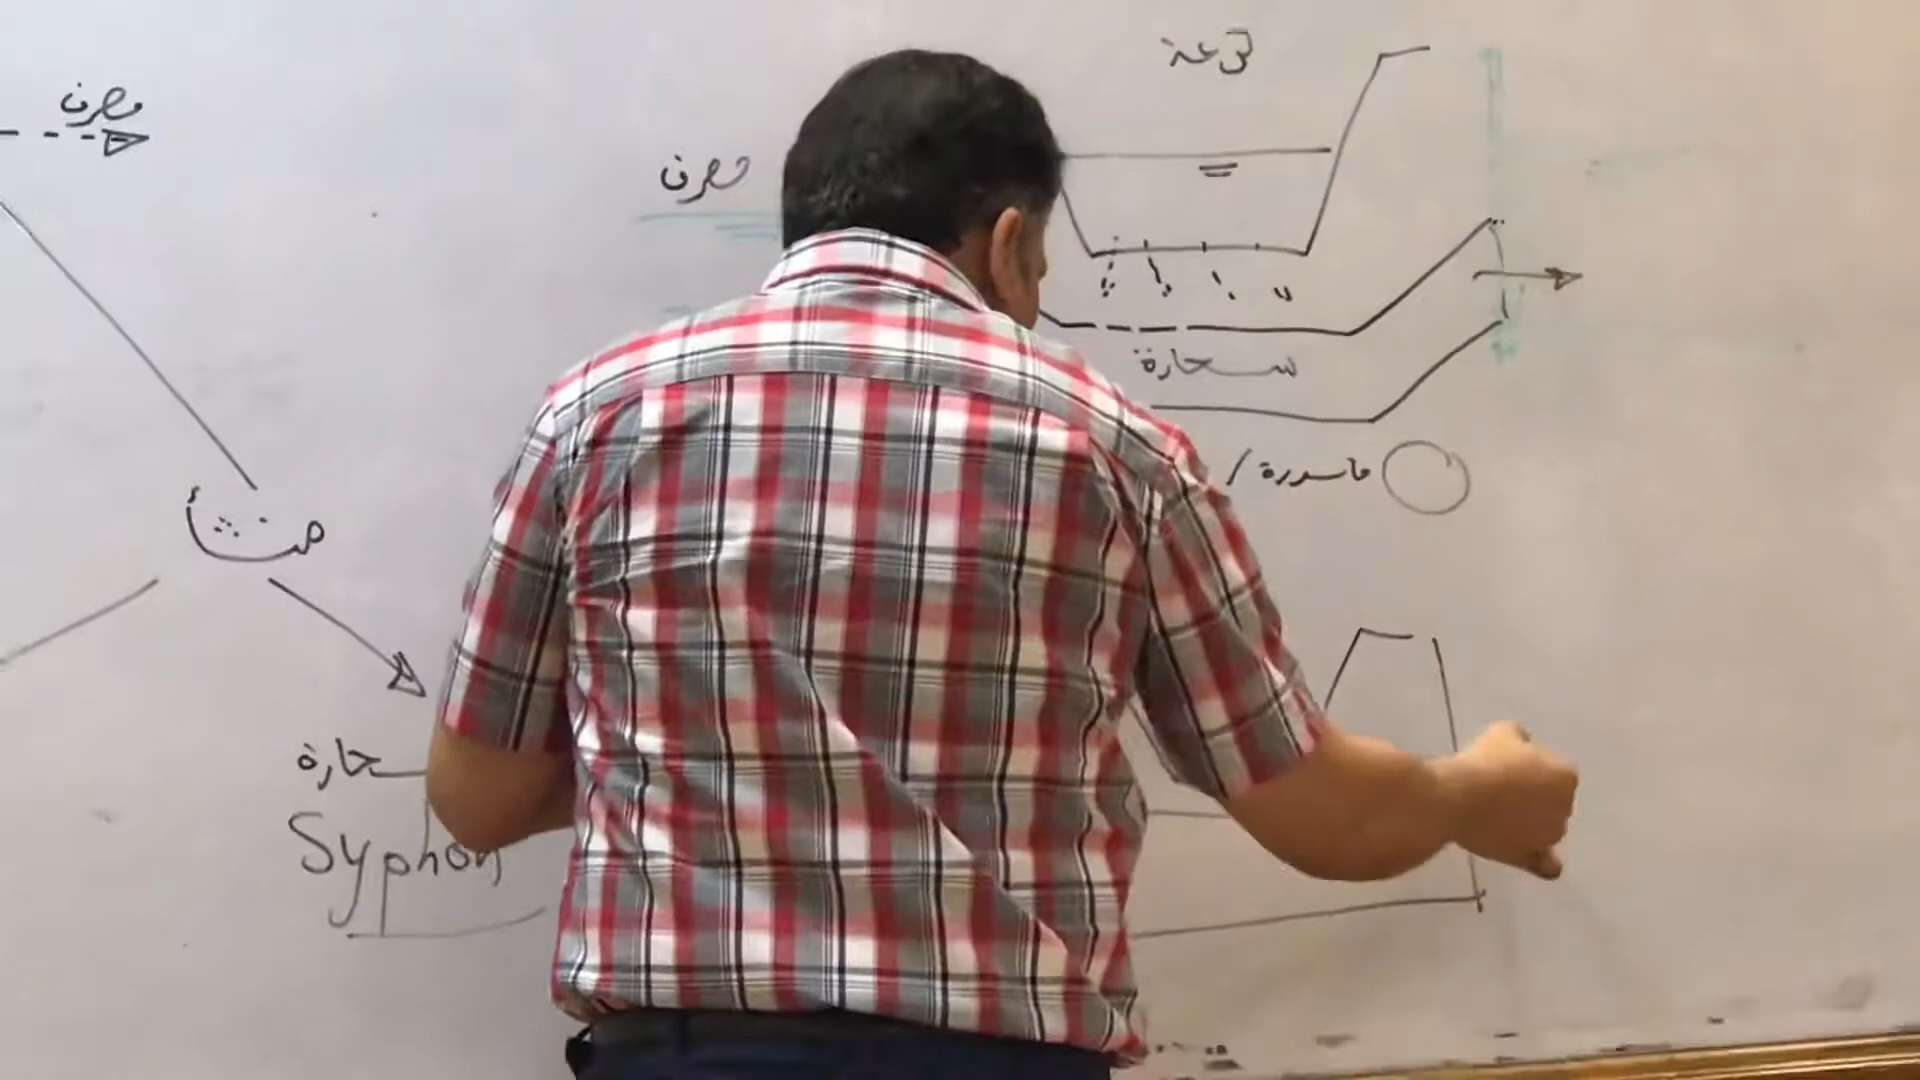 ترعة
مصرف
مصرف
سحارة
ماسورة /
منشأ
سحارة
Syphon